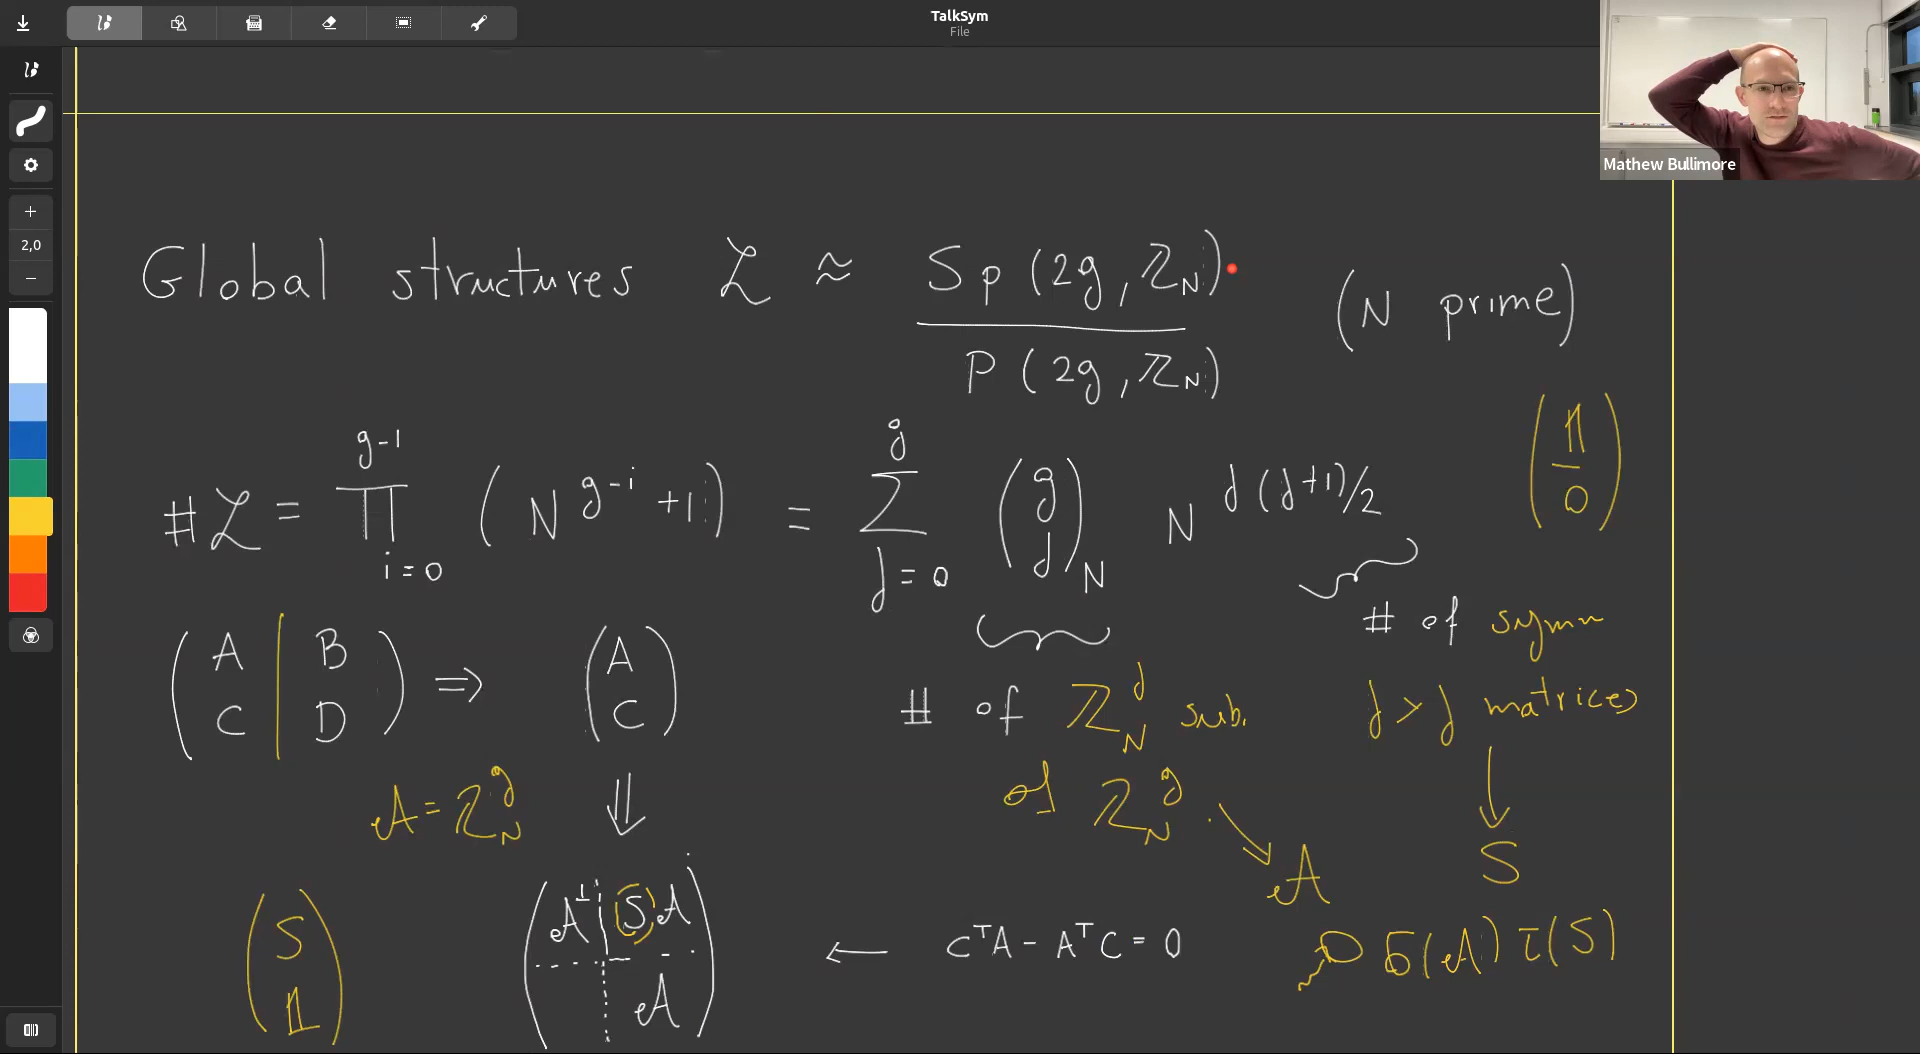 TalkSym
File
Mathew Bullimore
2,0
Global structures ℒ ≈ Sp(2g, ℤ_N) / P(2g, ℤ_N) (N prime)
#ℒ = ∏_{i=0}^{g-1} (N^{g-i} + 1) = ∑_{j=0}^{g} (g j)_N N^{j(j+1)/2}
(𝟙 / 0)
(A | B
C | D) ⇒ (A
C)
# of ℤ_N^j sub.
of ℤ_N^g
# of symm
j × j matrices
𝒜 = ℤ_N^g
⇓
→ 𝒜
↓
S
(S
𝟙)
(𝒜^⊥ | S𝒜
| 𝒜)
← C^T A - A^T C = 0
σ(𝒜) τ(S)